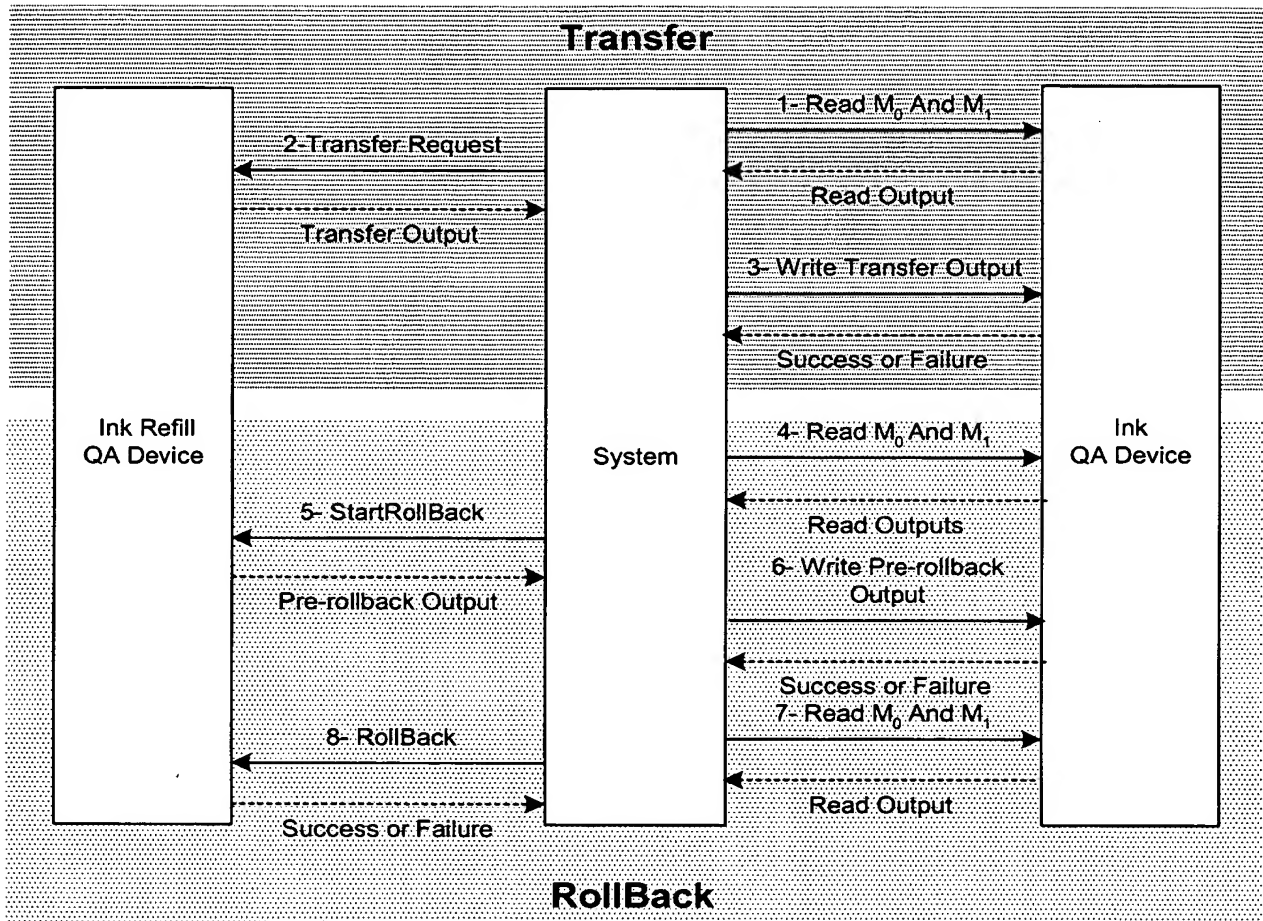 Transfer
1- Read M₀ And M₁
2-Transfer Request
Read Output
Transfer Output
3- Write Transfer Output
Success or Failure
Ink Refill
QA Device
System
Ink
QA Device
4- Read M₀ And M₁
Read Outputs
5- StartRollBack
Pre-rollback Output
6- Write Pre-rollback
Output
Success or Failure
7- Read M₀ And M₁
8- RollBack
Read Output
Success or Failure
RollBack